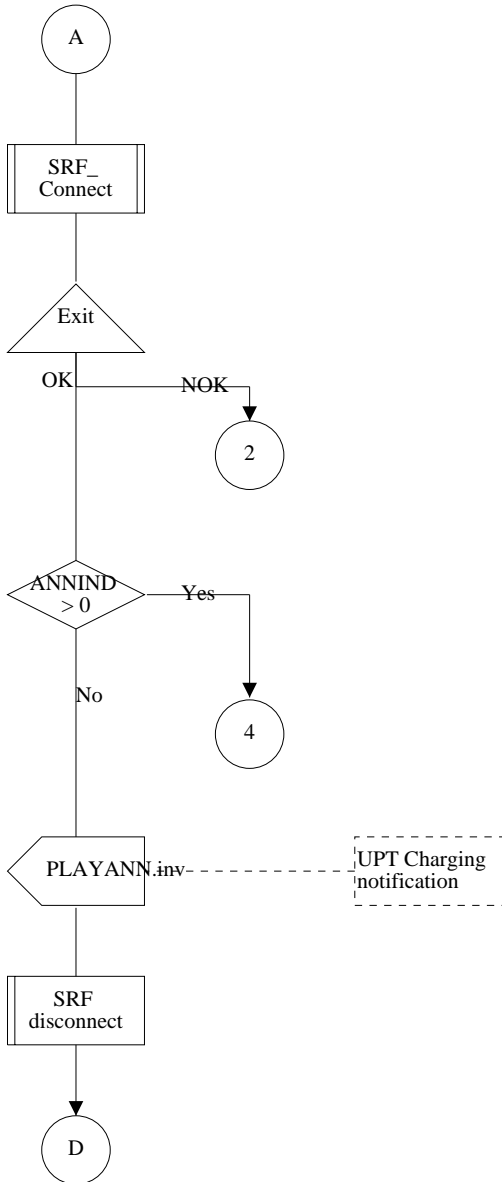 A
SRF_
Connect
Exit
OK
NOK
2
ANNIND
> 0
Yes
No
4
PLAYANN.inv
UPT Charging
notification
SRF
disconnect
D